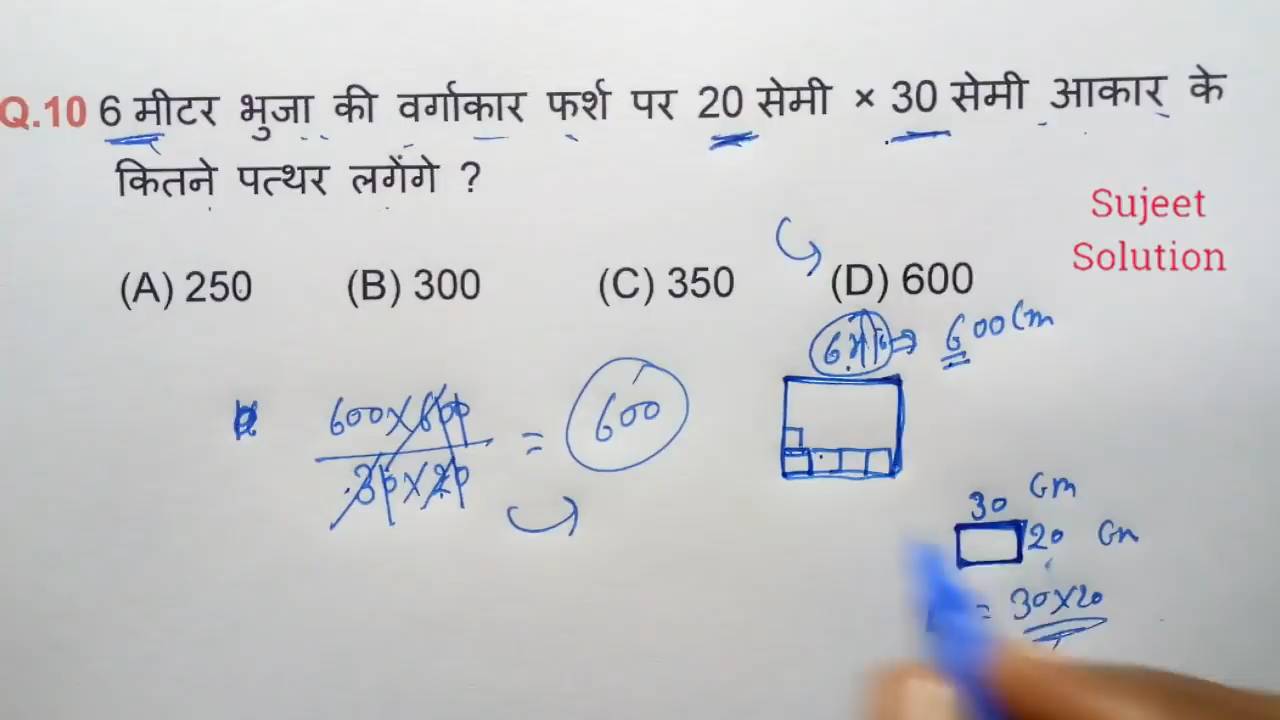 Q.10 6 मीटर भुजा की वर्गाकार फर्श पर 20 सेमी × 30 सेमी आकार के
कितने पत्थर लगेंगे ?
Sujeet
Solution
(A) 250 (B) 300 (C) 350 (D) 600
600 Cm
600×600
30×20
= 600
30 Cm
20 Cm
= 30×20